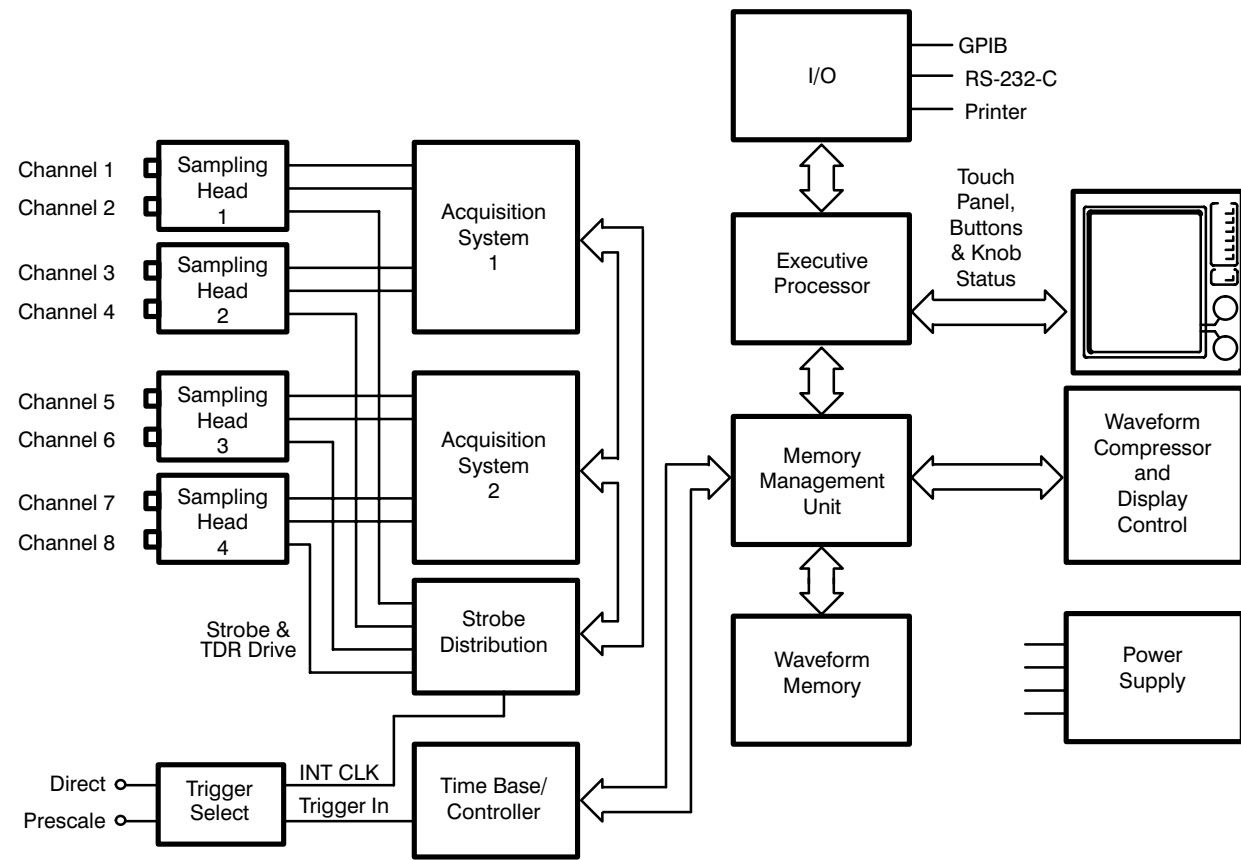 GPIB
I/O
RS-232-C
Printer
Channel 1
Channel 2
Sampling
Head
1
Channel 3
Channel 4
Sampling
Head
2
Acquisition
System
1
Executive
Processor
Touch
Panel,
Buttons
& Knob
Status
Channel 5
Channel 6
Sampling
Head
3
Channel 7
Channel 8
Sampling
Head
4
Acquisition
System
2
Memory
Management
Unit
Waveform
Compressor
and
Display
Control
Strobe &
TDR Drive
Strobe
Distribution
Waveform
Memory
Power
Supply
Direct
Prescale
Trigger
Select
INT CLK
Trigger In
Time Base/
Controller